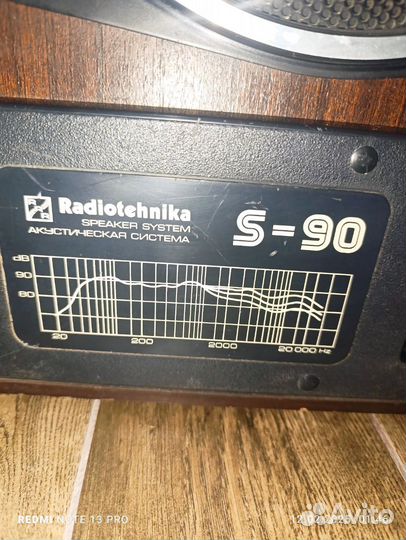 Radiotehnika
SPEAKER SYSTEM
АКУСТИЧЕСКАЯ СИСТЕМА
S-90
dB
90
80
20 200 2000 20 000 Hz
REDMI NOTE 13 PRO
Avito